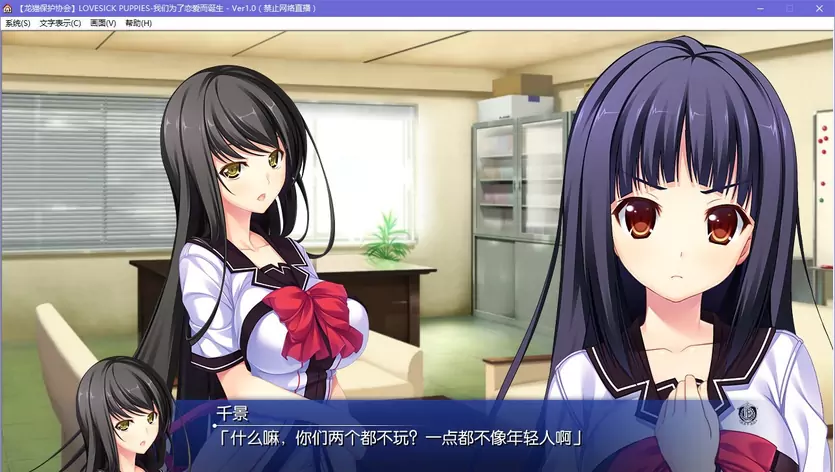 【龙猫保护协会】LOVESICK PUPPIES-我们为了恋爱而诞生 - Ver1.0（禁止网络直播）
系统(S) 文字表示(C) 画面(V) 帮助(H)
千景
「什么嘛，你们两个都不玩？一点都不像年轻人啊」